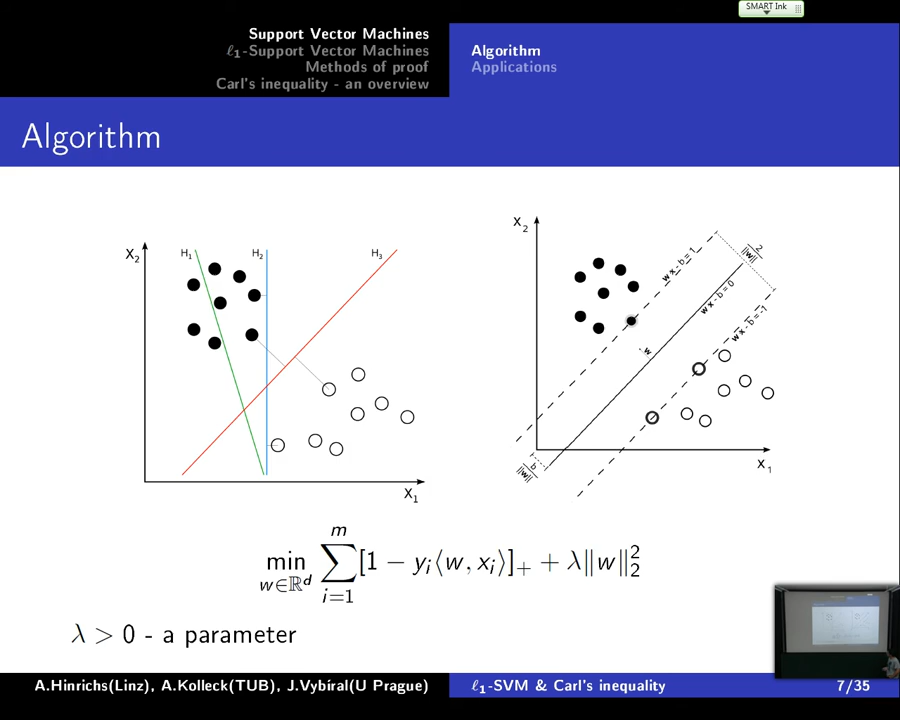 SMART Ink
Support Vector Machines
ℓ1-Support Vector Machines
Methods of proof
Carl's inequality - an overview
Algorithm
Applications
Algorithm
X₂
H₁
H₂
H₃
X₁
X₂
w x - b = 1
2/||w||
w x - b = 0
w x - b = -1
w
b/||w||
X₁
min_{w∈ℝ^d} ∑_{i=1}^{m} [1 − y_i⟨w, x_i⟩]_+ + λ‖w‖_2^2
λ > 0 - a parameter
A.Hinrichs(Linz), A.Kolleck(TUB), J.Vybíral(U Prague)
ℓ1-SVM & Carl's inequality
7/35